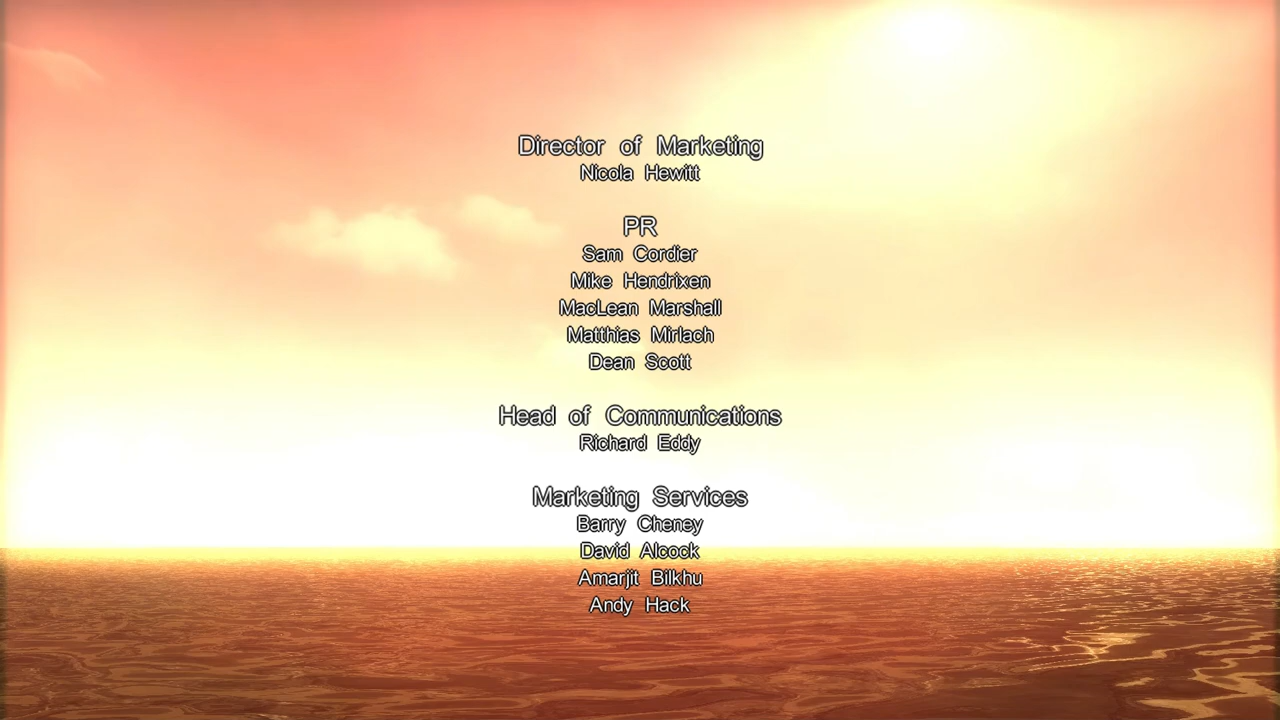 Director of Marketing
Nicola Hewitt
PR
Sam Cordier
Mike Hendrixen
MacLean Marshall
Matthias Mirlach
Dean Scott
Head of Communications
Richard Eddy
Marketing Services
Barry Cheney
David Alcock
Amarjit Bilkhu
Andy Hack